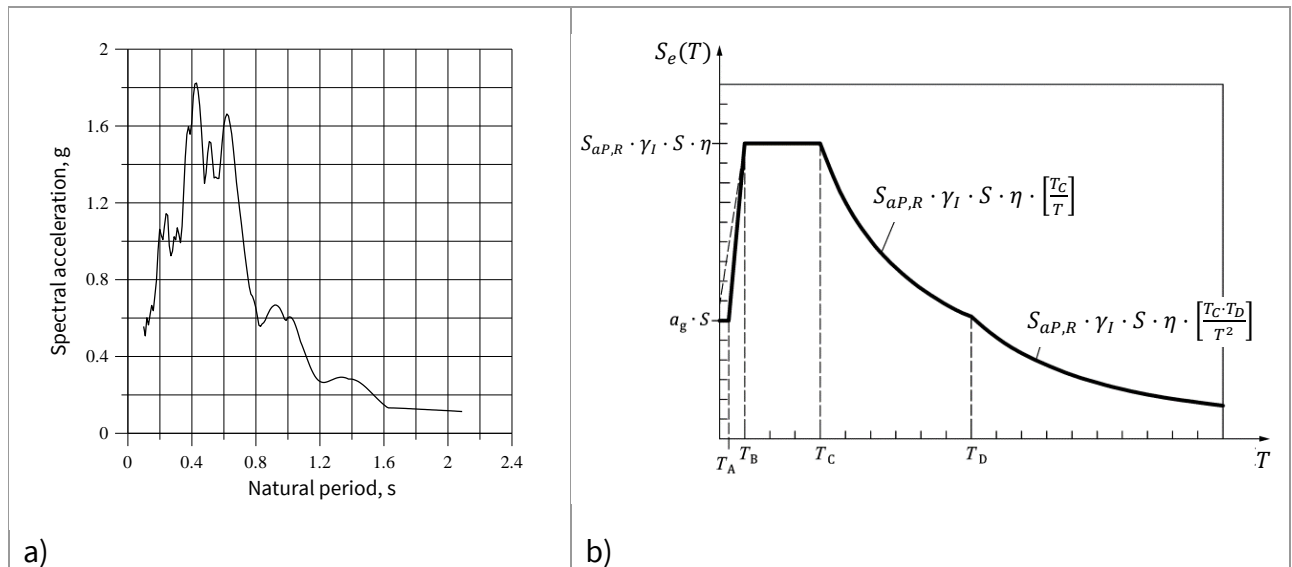 2
1.6
1.2
0.8
0.4
0
Spectral acceleration, g
0 0.4 0.8 1.2 1.6 2 2.4
Natural period, s
a)
S_e(T)
S_{aP,R} · γ_I · S · η
S_{aP,R} · γ_I · S · η · [T_C/T]
a_g · S
S_{aP,R} · γ_I · S · η · [T_C·T_D/T²]
T_A T_B T_C T_D T
b)